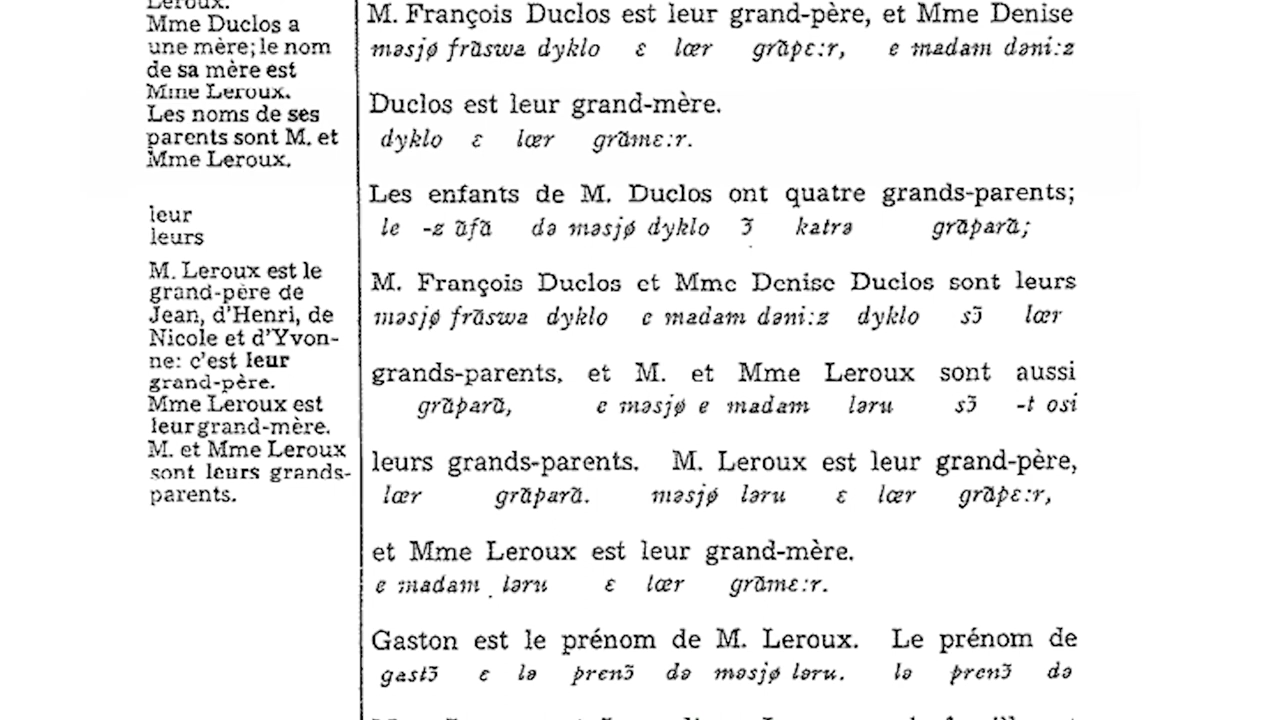 Leroux.
Mme Duclos a
une mère; le nom
de sa mère est
Mme Leroux.
Les noms de ses
parents sont M. et
Mme Leroux.
leur
leurs
M. Leroux est le
grand-père de
Jean, d'Henri, de
Nicole et d'Yvon-
ne: c'est leur
grand-père.
Mme Leroux est
leur grand-mère.
M. et Mme Leroux
sont leurs grands-
parents.
M. François Duclos est leur grand-père, et Mme Denise
məsjø frɑ̃swa dyklo ɛ lœr grɑ̃pɛ:r, e madam dəni:z
Duclos est leur grand-mère.
dyklo ɛ lœr grɑ̃mɛ:r.
Les enfants de M. Duclos ont quatre grands-parents;
le -z ɑ̃fɑ̃ də məsjø dyklo ɔ̃ katrə grɑ̃parɑ̃;
M. François Duclos et Mme Denise Duclos sont leurs
məsjø frɑ̃swa dyklo e madam dəni:z dyklo sɔ̃ lœr
grands-parents, et M. et Mme Leroux sont aussi
grɑ̃parɑ̃, e məsjø e madam ləru sɔ̃ -t osi
leurs grands-parents. M. Leroux est leur grand-père,
lœr grɑ̃parɑ̃. məsjø ləru ɛ lœr grɑ̃pɛ:r,
et Mme Leroux est leur grand-mère.
e madam ləru ɛ lœr grɑ̃mɛ:r.
Gaston est le prénom de M. Leroux. Le prénom de
gastɔ̃ ɛ lə prenɔ̃ də məsjø ləru. lə prenɔ̃ də